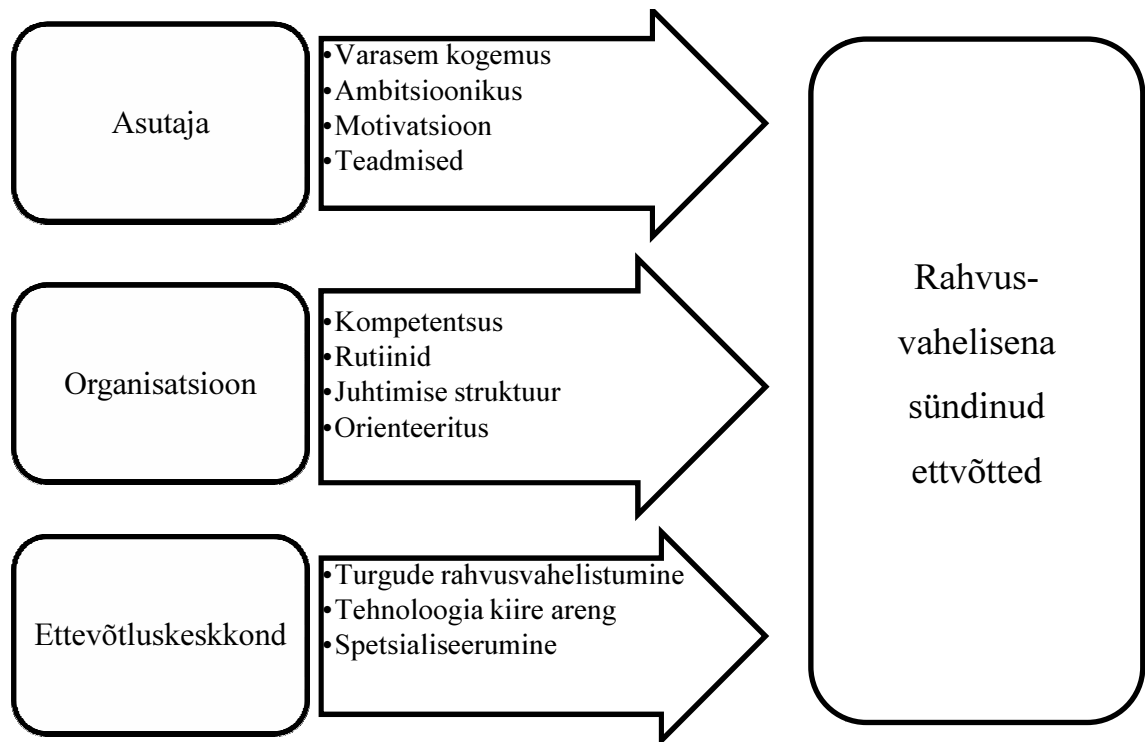 Asutaja
•Varasem kogemus
•Ambitsioonikus
•Motivatsioon
•Teadmised
Organisatsioon
•Kompetentsus
•Rutiinid
•Juhtimise struktuur
•Orienteeritus
Ettevõtluskeskkond
•Turgude rahvusvahelistumine
•Tehnoloogia kiire areng
•Spetsialiseerumine
Rahvus-
vahelisena
sündinud
ettvõtted